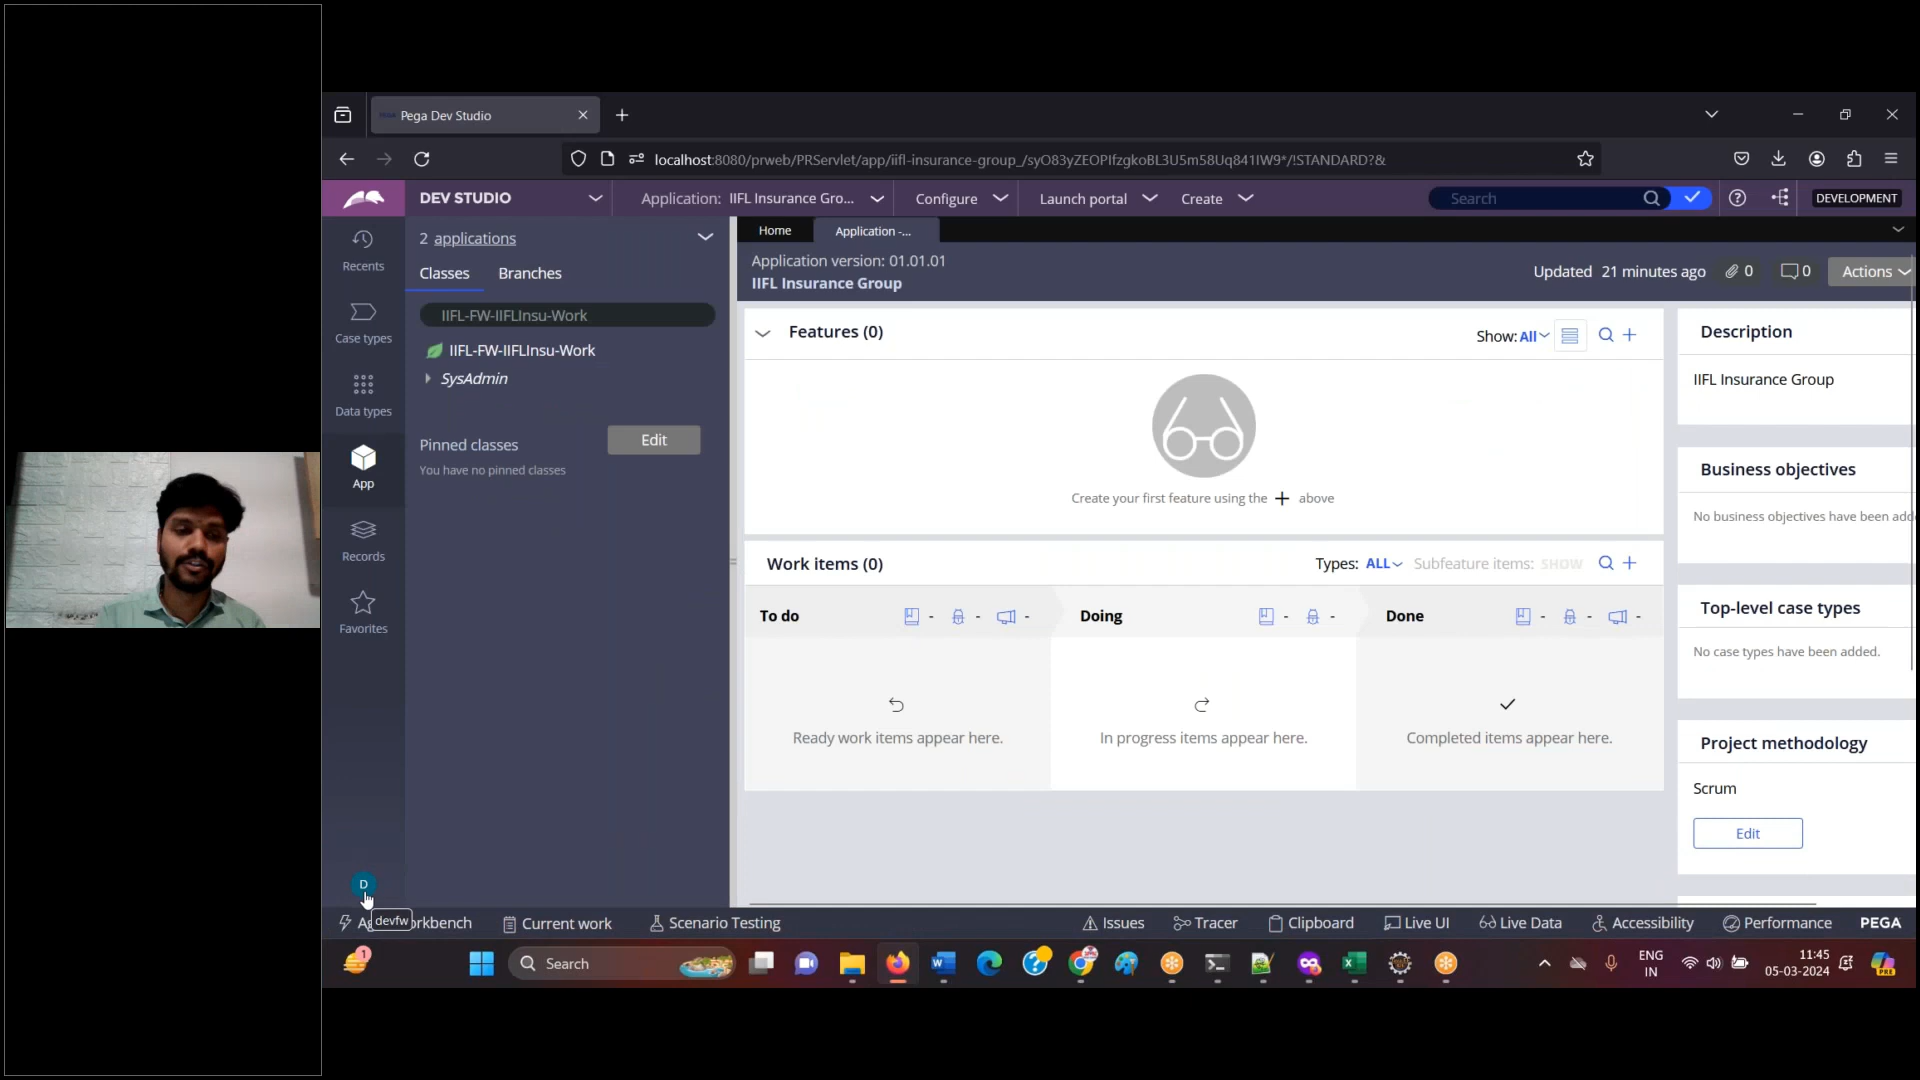 Pega Dev Studio
localhost:8080/prweb/PRServlet/app/iifl-insurance-group_/syO83yZEOPIfzgkoBL3U5m58Uq841IW9*/!STANDARD?&
DEV STUDIO
Application: IIFL Insurance Gro...
Configure
Launch portal
Create
Search
DEVELOPMENT
Recents
Case types
Data types
App
Records
Favorites
2 applications
Classes
Branches
IIFL-FW-IIFLInsu-Work
IIFL-FW-IIFLInsu-Work
SysAdmin
Pinned classes
Edit
You have no pinned classes
Home
Application -...
Application version: 01.01.01
IIFL Insurance Group
Updated 21 minutes ago
0
0
Actions
Features (0)
Show: All
Create your first feature using the + above
Work items (0)
Types: ALL
Subfeature items: SHOW
To do
- - -
Doing
- -
Done
- - -
Ready work items appear here.
In progress items appear here.
Completed items appear here.
Description
IIFL Insurance Group
Business objectives
No business objectives have been add
Top-level case types
No case types have been added.
Project methodology
Scrum
Edit
D
devfw
Ag
orkbench
Current work
Scenario Testing
Issues
Tracer
Clipboard
Live UI
Live Data
Accessibility
Performance
PEGA
1
Search
ENG
IN
11:45
05-03-2024
PRE